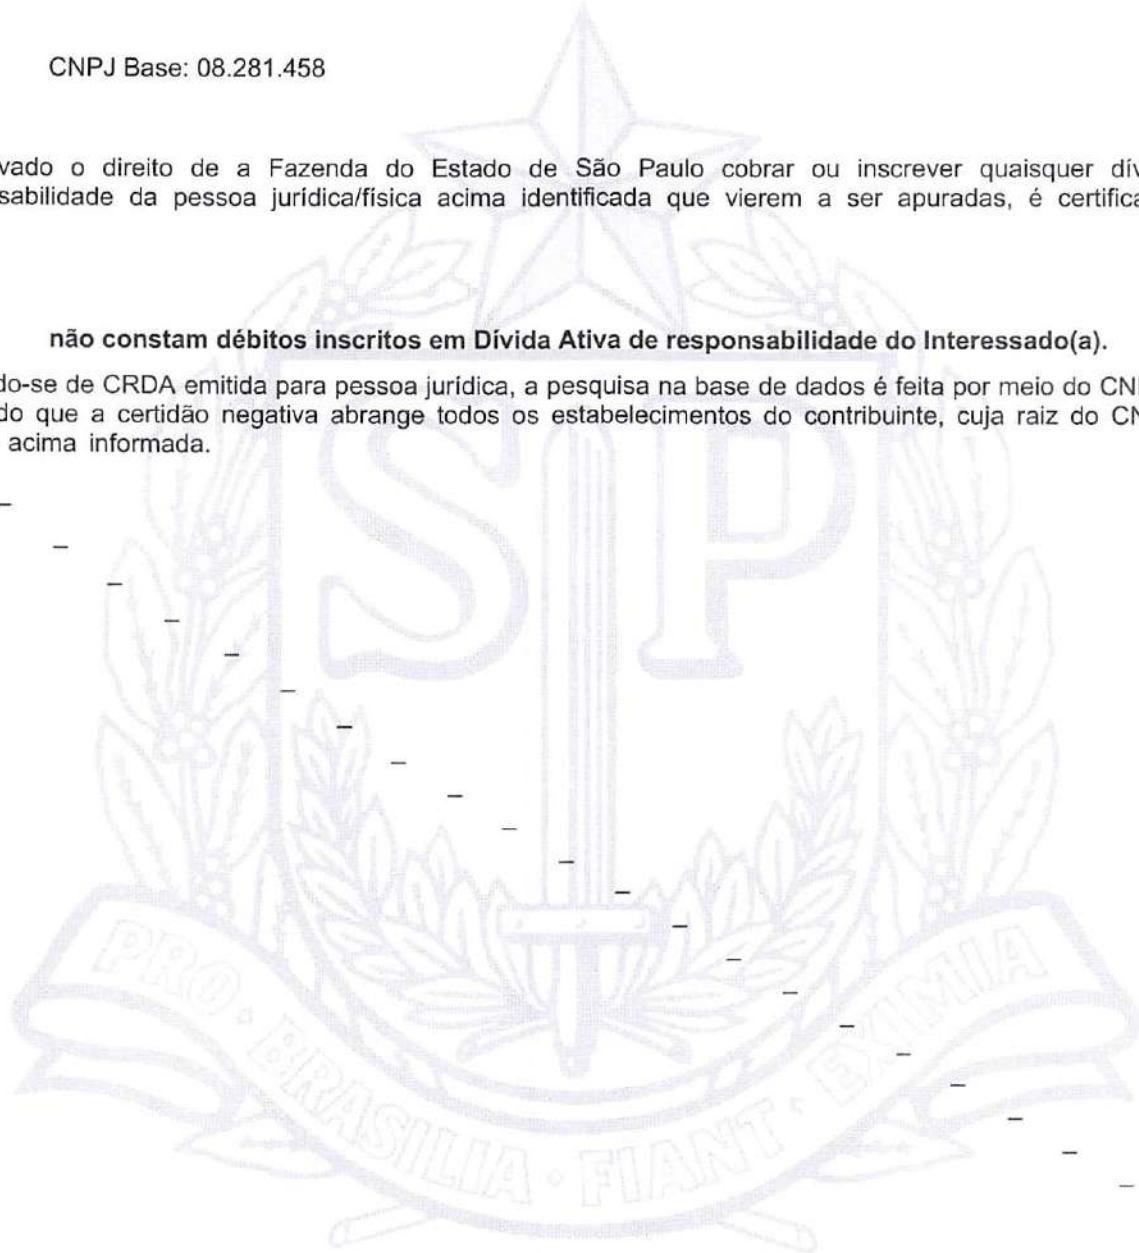 CNPJ Base: 08.281.458
vado o direito de a Fazenda do Estado de São Paulo cobrar ou inscrever quaisquer dív
sabilidade da pessoa jurídica/física acima identificada que vierem a ser apuradas, é certifica
não constam débitos inscritos em Dívida Ativa de responsabilidade do Interessado(a).
do-se de CRDA emitida para pessoa jurídica, a pesquisa na base de dados é feita por meio do CN
do que a certidão negativa abrange todos os estabelecimentos do contribuinte, cuja raiz do CN
acima informada.
SP
PRO · BRASILIA · FIANT · EXIMIA